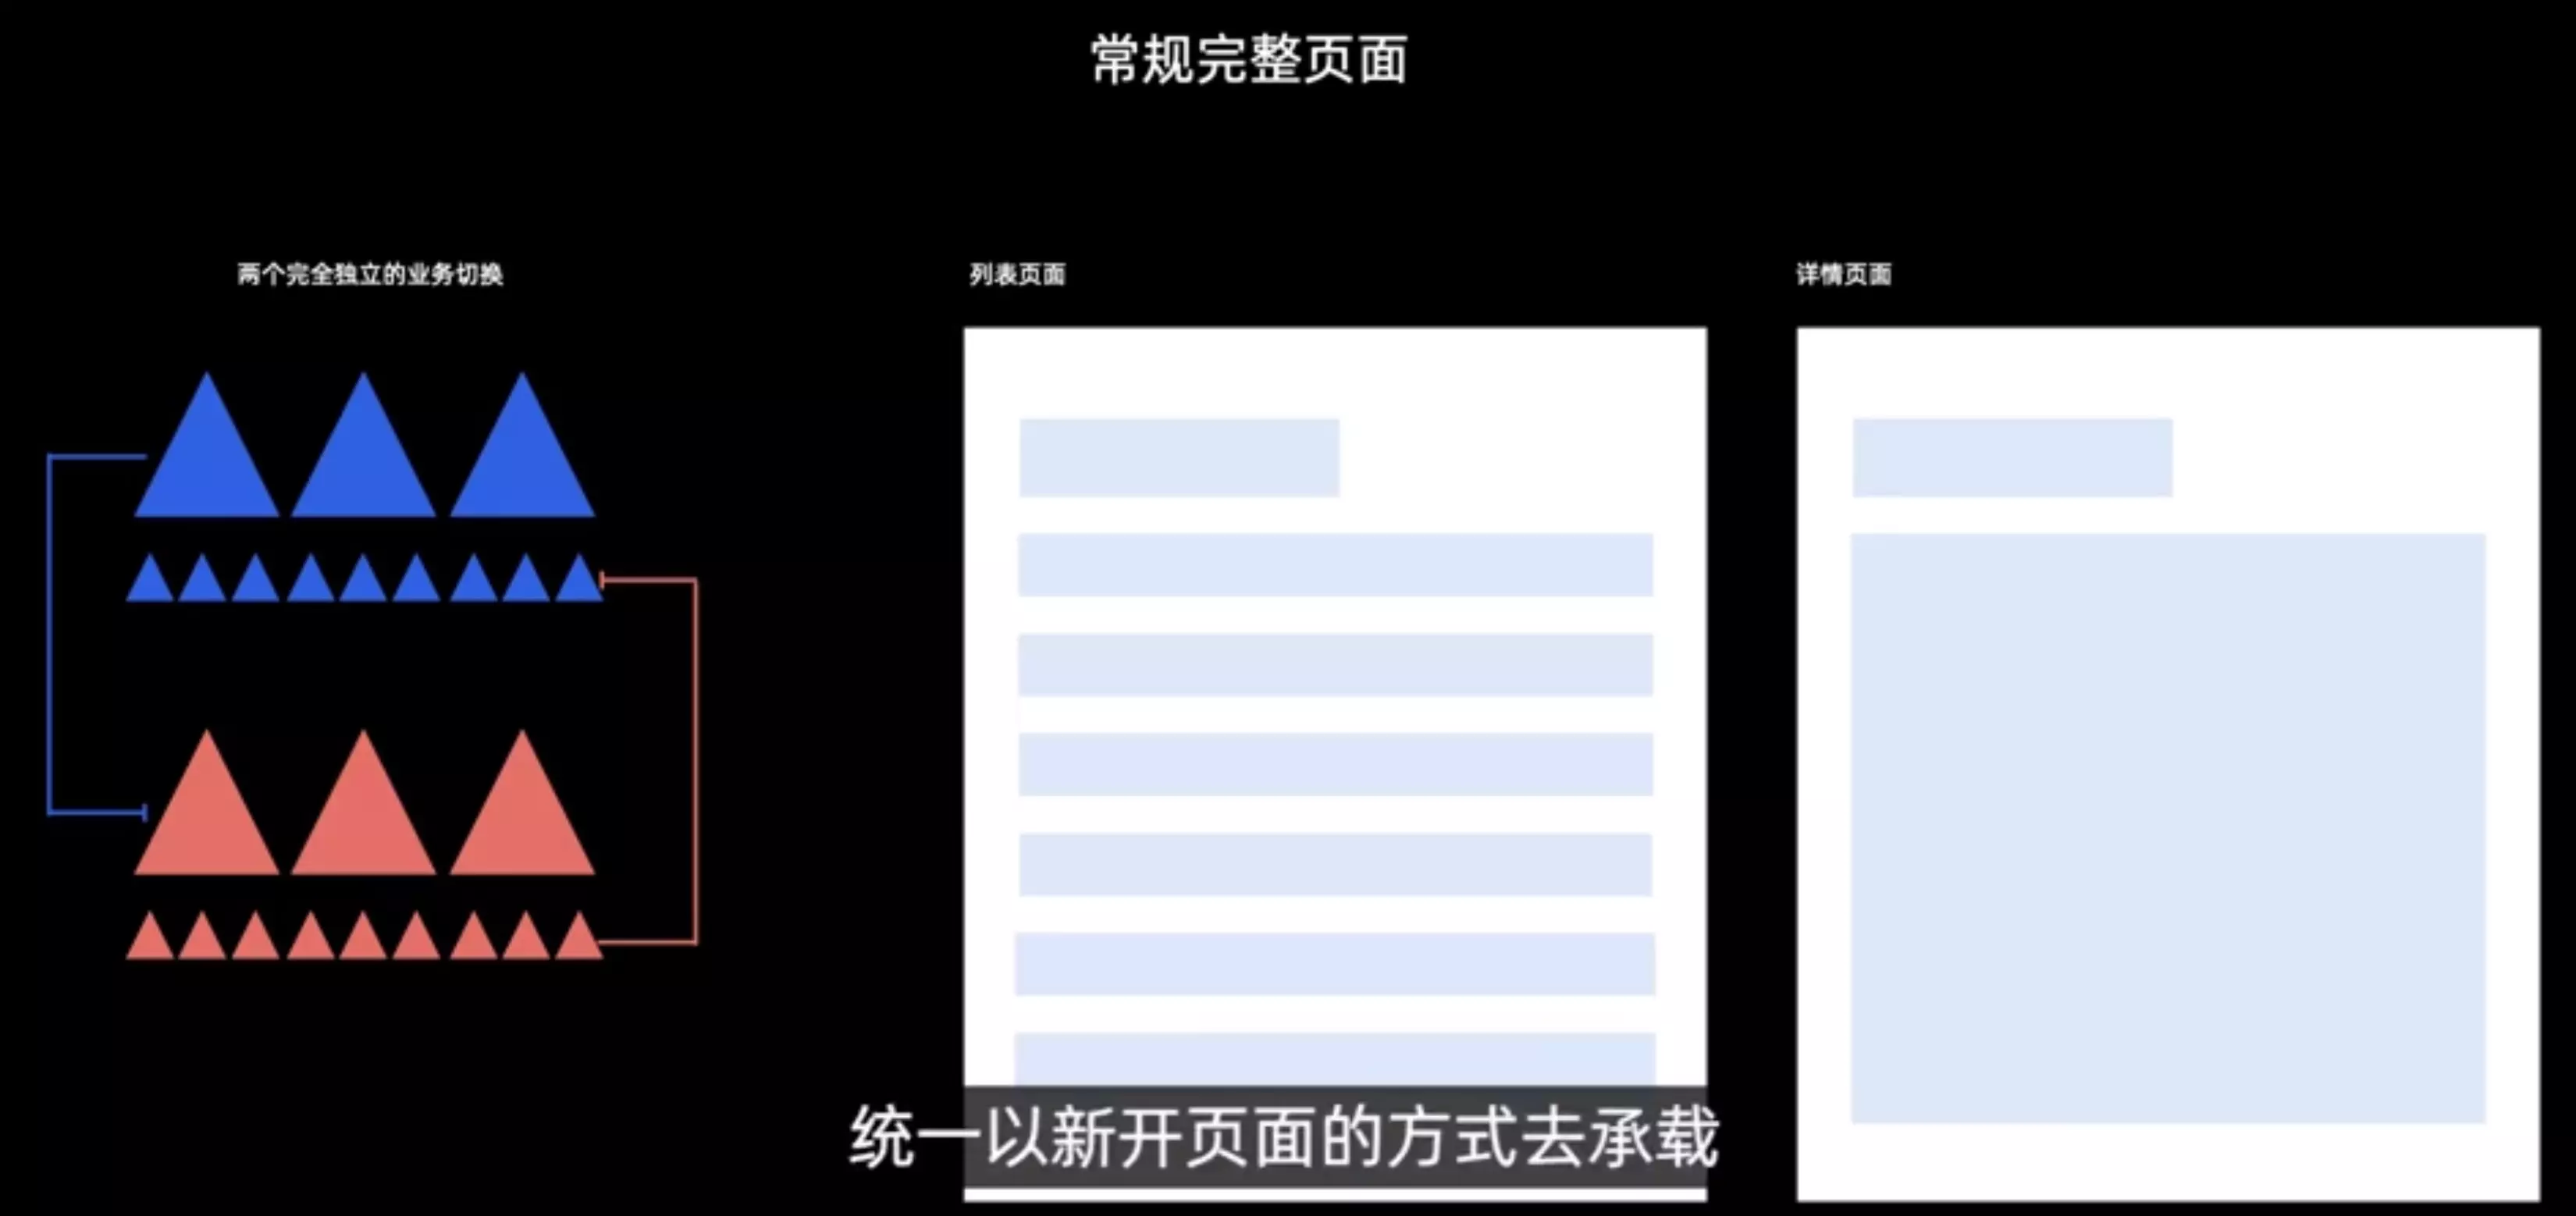 常规完整页面
两个完全独立的业务切换
列表页面
详情页面
统一以新开页面的方式去承载